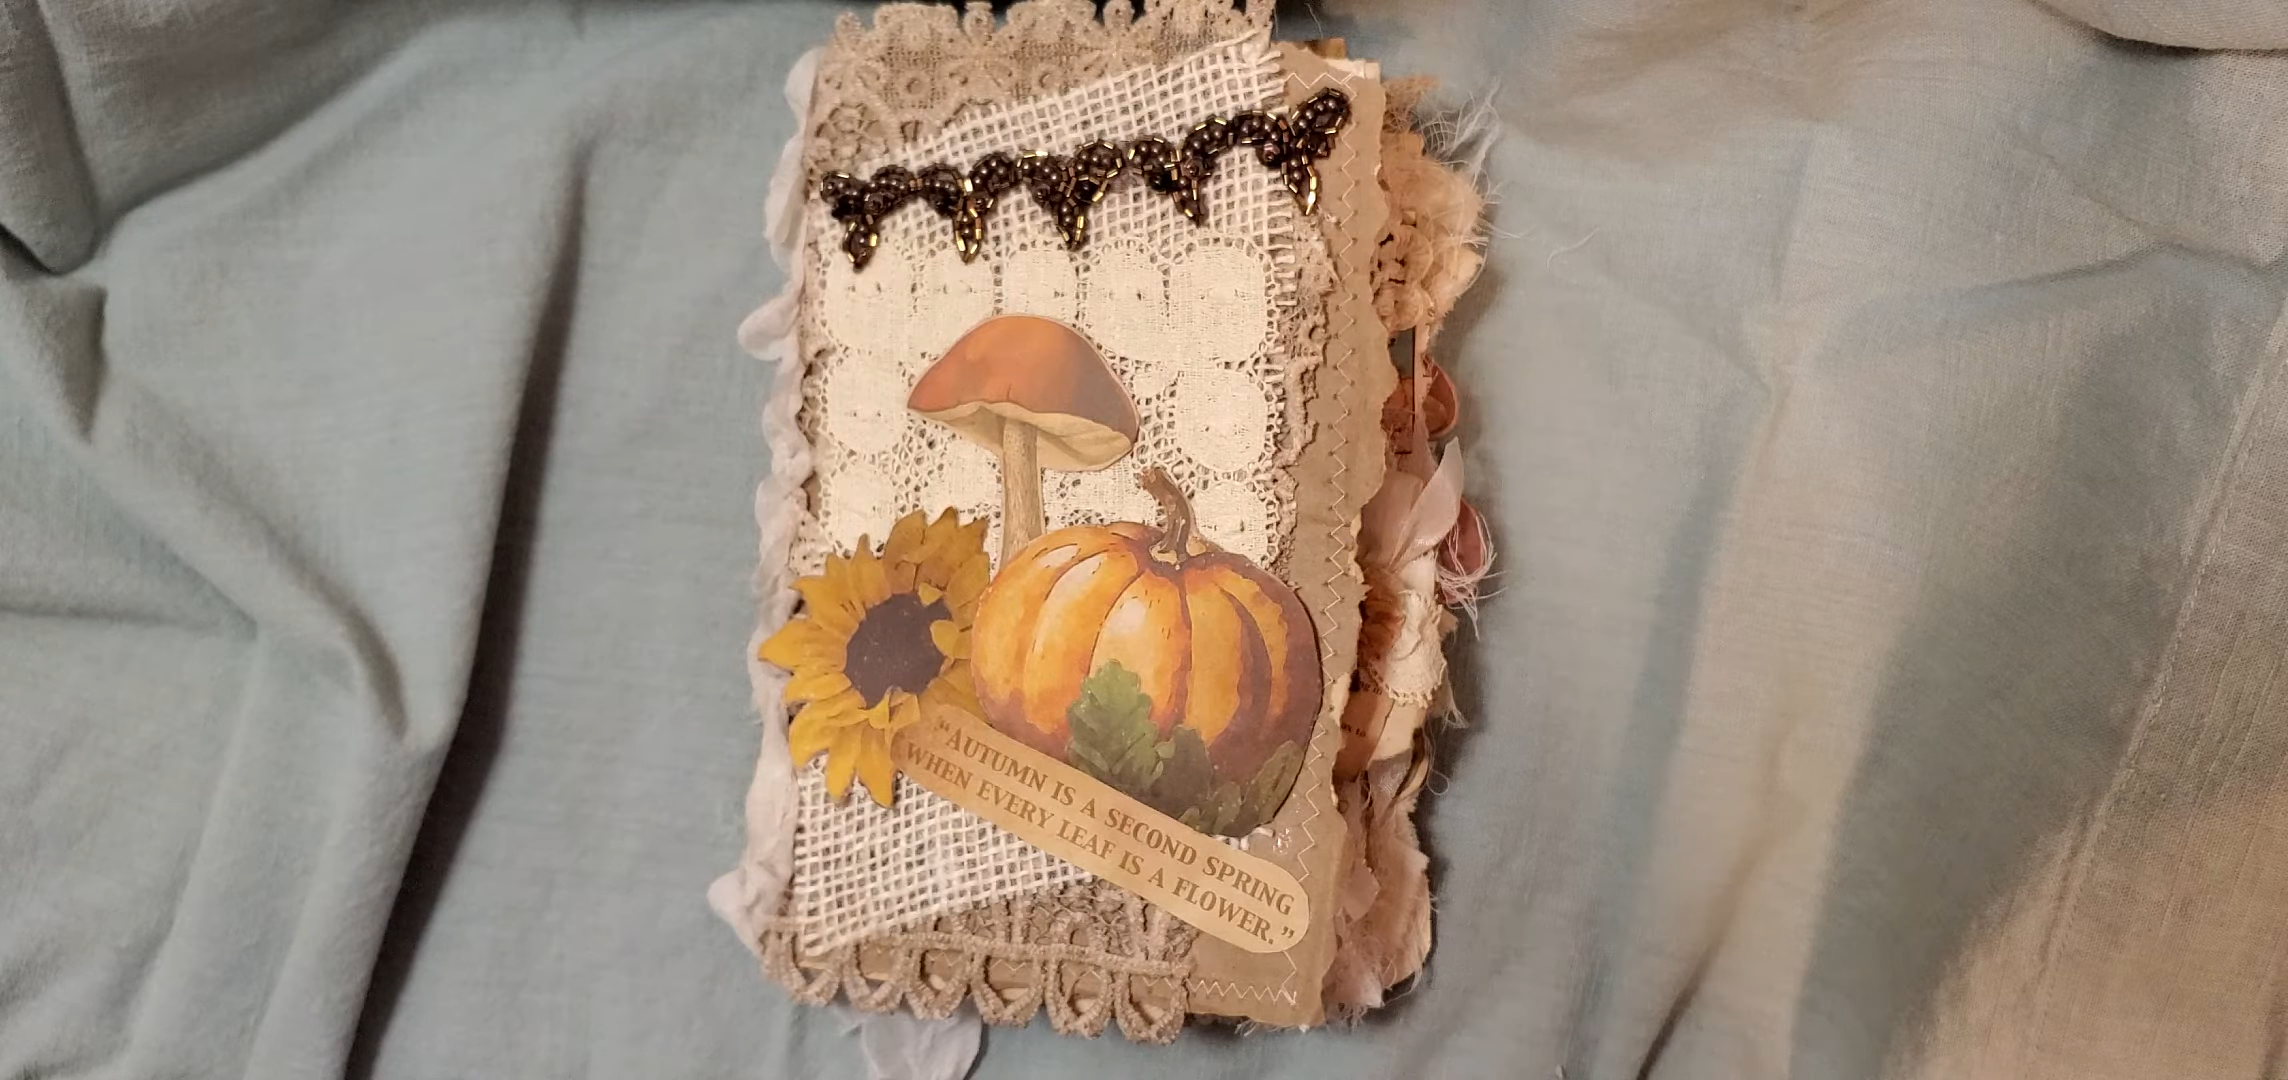 “AUTUMN IS A SECOND SPRING
WHEN EVERY LEAF IS A FLOWER.”